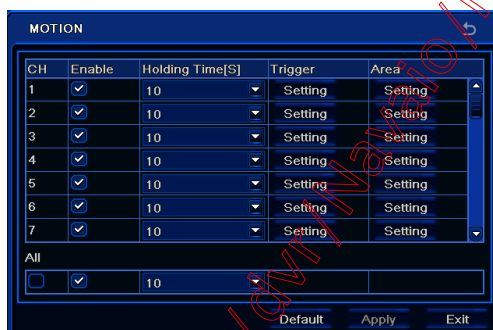 MOTION
CH Enable Holding Time[S] Trigger Area
1 10 Setting Setting
2 10 Setting Setting
3 10 Setting Setting
4 10 Setting Setting
5 10 Setting Setting
6 10 Setting Setting
7 10 Setting Setting
All
10
Default Apply Exit